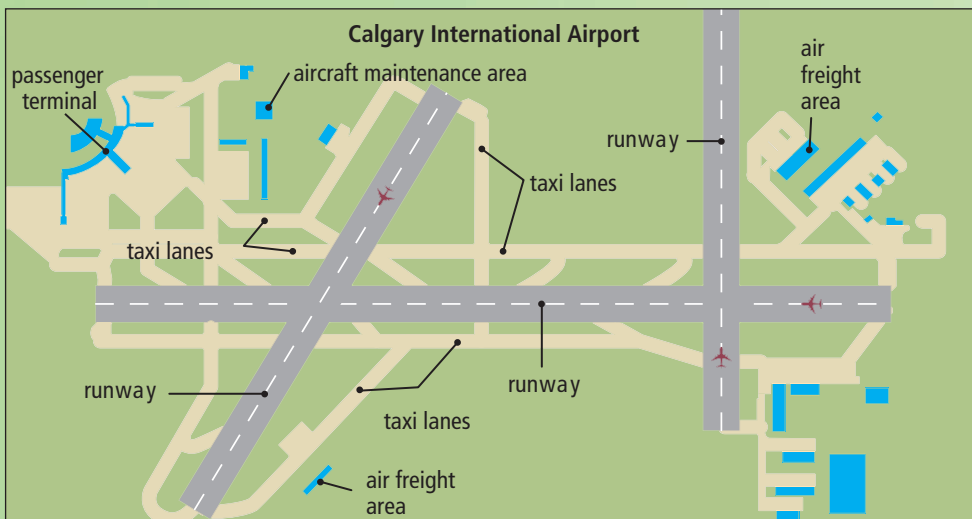 Calgary International Airport
passenger
terminal
aircraft maintenance area
air
freight
area
runway
taxi lanes
taxi lanes
runway
runway
taxi lanes
air freight
area